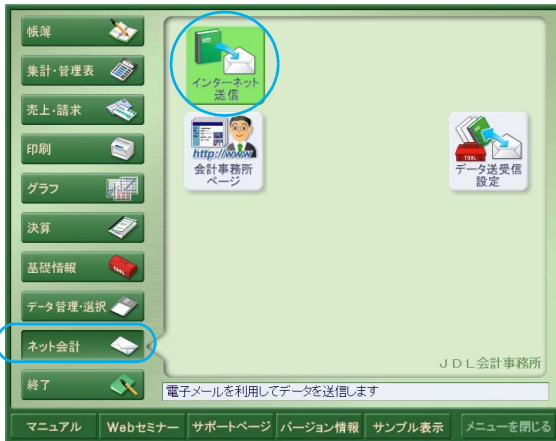 帳簿
集計・管理表
売上・請求
印刷
グラフ
決算
基礎情報
データ管理・選択
ネット会計
終了
インターネット
送信
http://www
会計事務所
ページ
TOOL
データ送受信
設定
JDL会計事務所
電子メールを利用してデータを送信します
マニュアル Webセミナー サポートページ バージョン情報 サンプル表示 メニューを閉じる